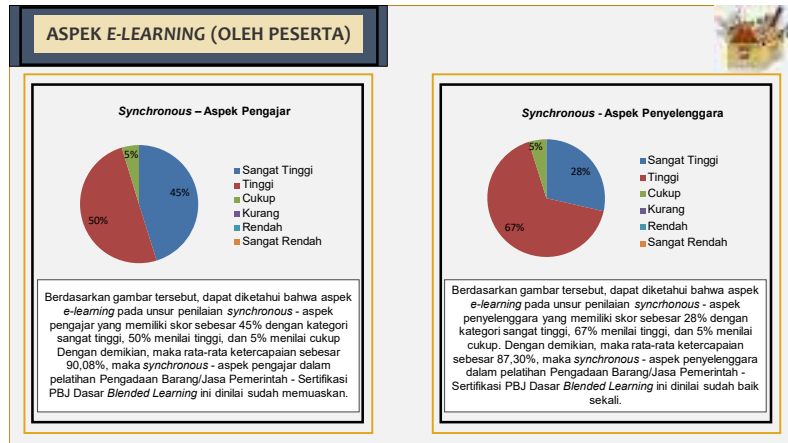 ASPEK E-LEARNING (OLEH PESERTA)
Synchronous – Aspek Pengajar
5%
45%
50%
Sangat Tinggi
Tinggi
Cukup
Kurang
Rendah
Sangat Rendah
Berdasarkan gambar tersebut, dapat diketahui bahwa aspek
e-learning pada unsur penilaian synchronous - aspek
pengajar yang memiliki skor sebesar 45% dengan kategori
sangat tinggi, 50% menilai tinggi, dan 5% menilai cukup
Dengan demikian, maka rata-rata ketercapaian sebesar
90,08%, maka synchronous - aspek pengajar dalam
pelatihan Pengadaan Barang/Jasa Pemerintah - Sertifikasi
PBJ Dasar Blended Learning ini dinilai sudah memuaskan.
Synchronous - Aspek Penyelenggara
5%
28%
67%
Sangat Tinggi
Tinggi
Cukup
Kurang
Rendah
Sangat Rendah
Berdasarkan gambar tersebut, dapat diketahui bahwa aspek
e-learning pada unsur penilaian syncrhonous - aspek
penyelenggara yang memiliki skor sebesar 28% dengan
kategori sangat tinggi, 67% menilai tinggi, dan 5% menilai
cukup. Dengan demikian, maka rata-rata ketercapaian
sebesar 87,30%, maka synchronous - aspek penyelenggara
dalam pelatihan Pengadaan Barang/Jasa Pemerintah -
Sertifikasi PBJ Dasar Blended Learning ini dinilai sudah baik
sekali.